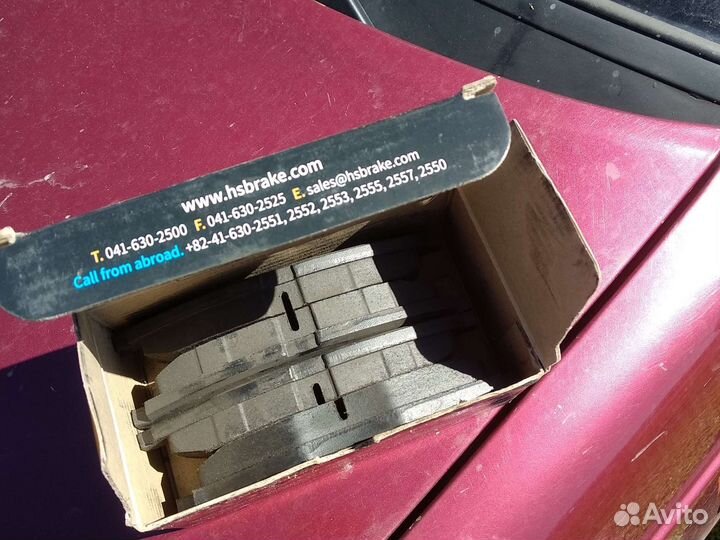 www.hsbrake.com
T. 041-630-2500 F. 041-630-2525 E. sales@hsbrake.com
Call from abroad. +82-41-630-2551, 2552, 2553, 2555, 2557, 2550
Avito